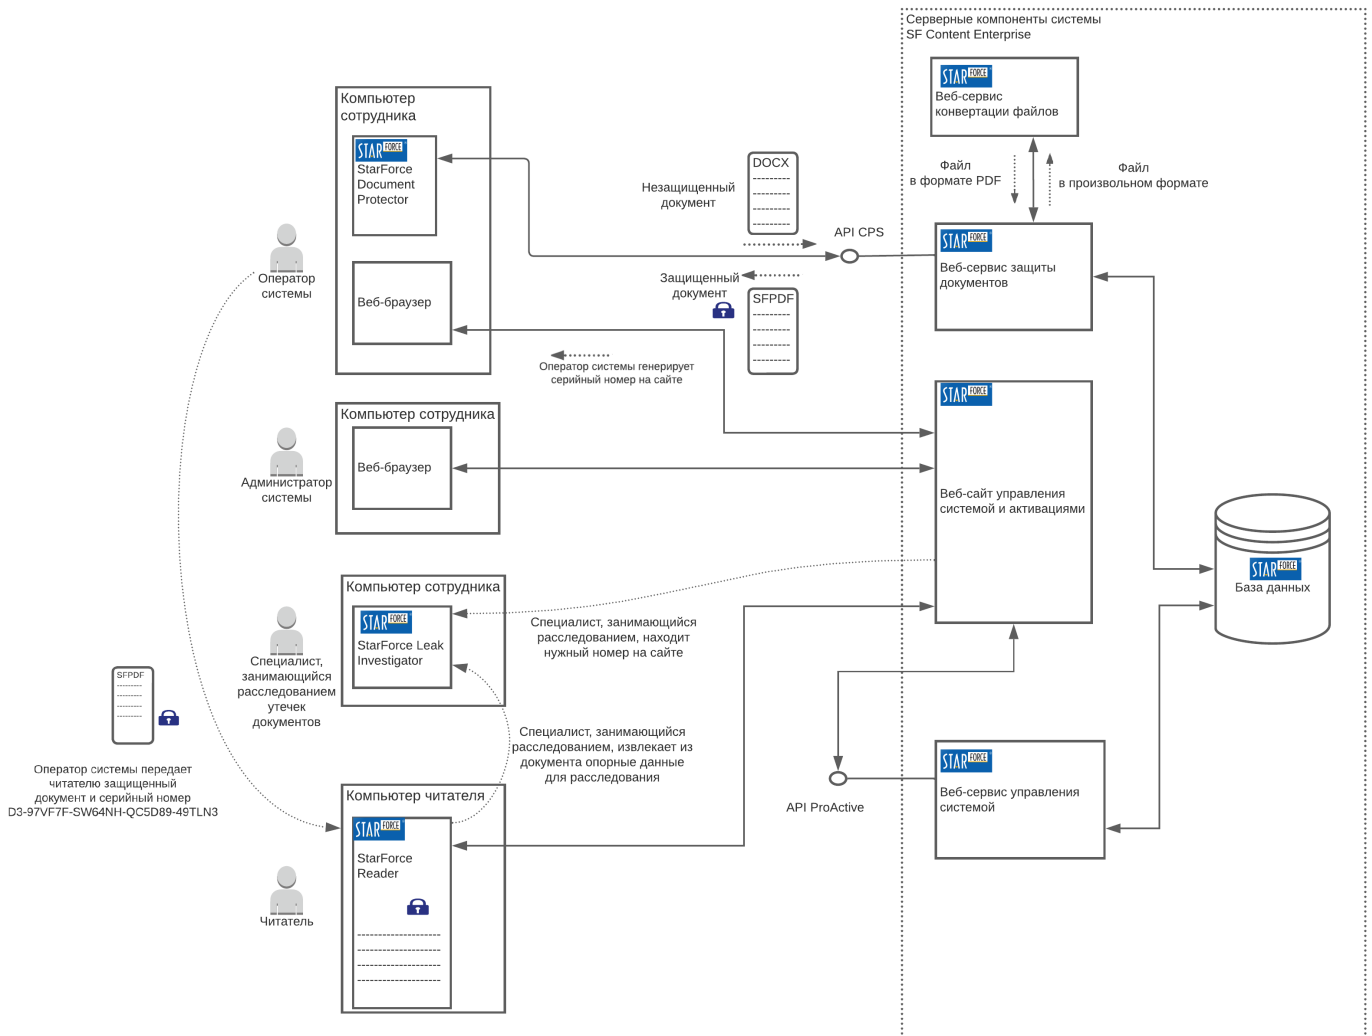 Серверные компоненты системы
SF Content Enterprise
STAR FORCE
Веб-сервис
конвертации файлов
Файл
в формате PDF
Файл
в произвольном формате
Компьютер
сотрудника
STAR FORCE
StarForce
Document
Protector
Веб-браузер
Оператор
системы
Незащищенный
документ
DOCX
Защищенный
документ
SFPDF
API CPS
STAR FORCE
Веб-сервис защиты
документов
Оператор системы генерирует
серийный номер на сайте
Компьютер сотрудника
Веб-браузер
Администратор
системы
STAR FORCE
Веб-сайт управления
системой и активациями
STAR FORCE
База данных
Компьютер сотрудника
STAR FORCE
StarForce Leak
Investigator
Специалист,
занимающийся
расследованием
утечек
документов
Специалист, занимающийся
расследованием, находит
нужный номер на сайте
Специалист, занимающийся
расследованием, извлекает из
документа опорные данные
для расследования
SFPDF
Оператор системы передает
читателю защищенный
документ и серийный номер
D3-97VF7F-SW64NH-QC5D89-49TLN3
Компьютер читателя
STAR FORCE
StarForce
Reader
Читатель
API ProActive
STAR FORCE
Веб-сервис управления
системой